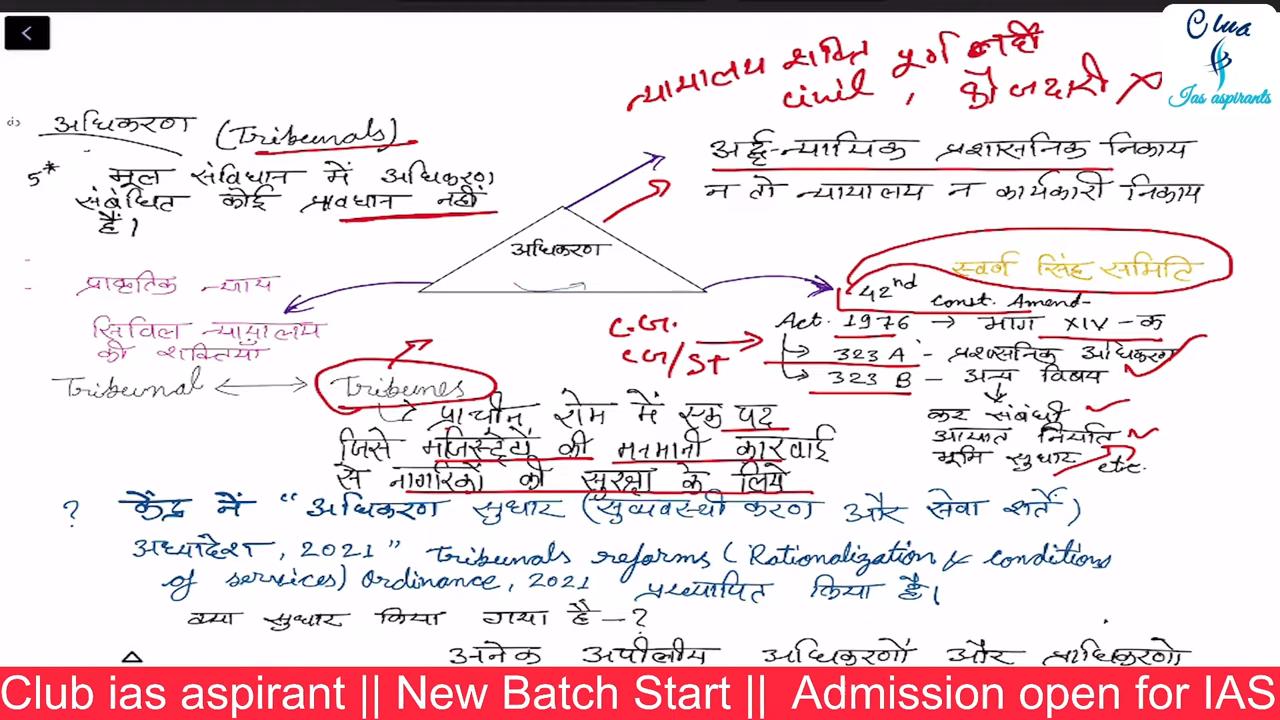 Clua
Ias aspirants
न्यायालय शक्ति पूर्ण नहीं
civil , फौजदारी
अधिकरण (Tribunals)
5* मूल संविधान में अधिकरण
संबंधित कोई प्रावधान नहीं
हैं।
अर्द्ध-न्यायिक प्रशासनिक निकाय
न तो न्यायालय न कार्यकारी निकाय
अधिकरण
स्वर्ण सिंह समिति
42nd Const. Amend-
Act. 1976 → भाग XIV-क
323 A - प्रशासनिक अधिकरण
323 B - अन्य विषय
कर संबंधी
आयात निर्यात
भूमि सुधार etc.
C.G.
CG/ST
प्राकृतिक न्याय
सिविल न्यायालय
की शक्तियाँ
Tribunal ↔ Tribunes
→ प्राचीन रोम में एक पद
जिसे मजिस्ट्रेटों की मनमानी कारवाई
से नागरिकों की सुरक्षा के लिये
? केंद्र ने “अधिकरण सुधार (सुव्यवस्थीकरण और सेवा शर्तें)
अध्यादेश, 2021” Tribunals reforms (Rationalization & conditions
of services) Ordinance, 2021 प्रख्यापित किया है।
क्या सुधार किया गया है -?
अनेक अपीलीय अधिकरणों और प्राधिकरणों
Club ias aspirant || New Batch Start || Admission open for IAS